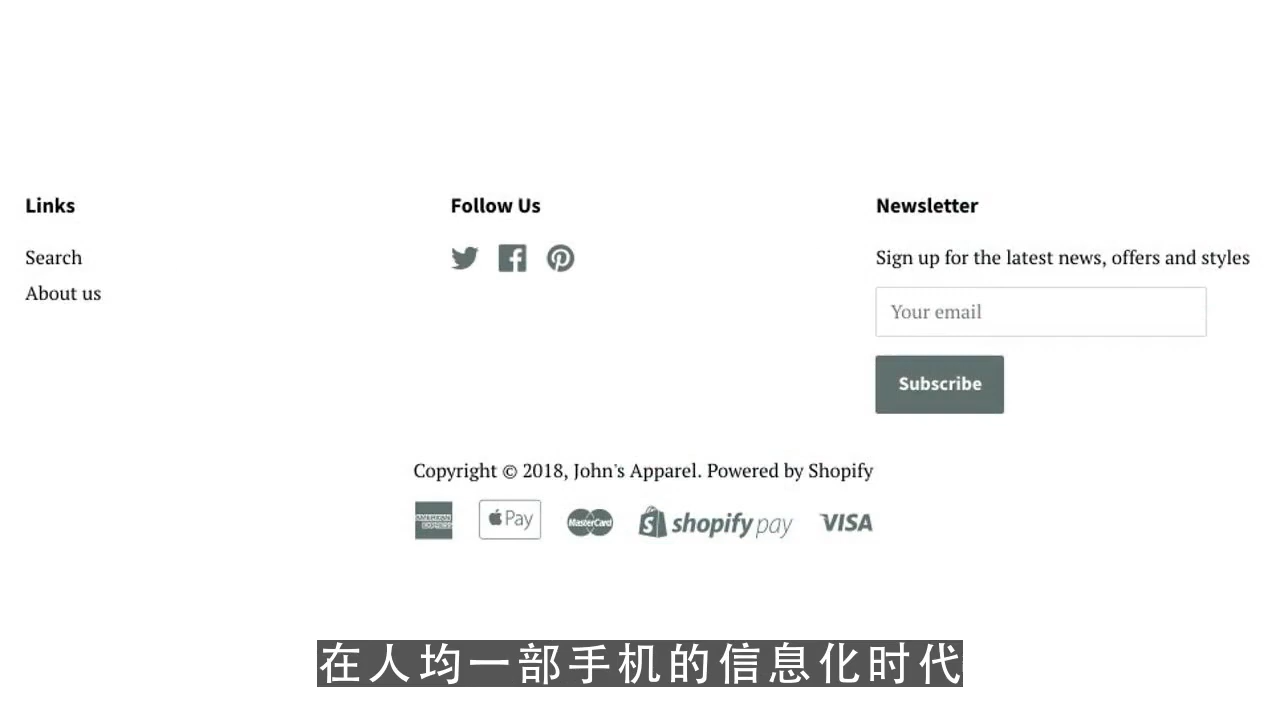 Links
Search
About us
Follow Us
Newsletter
Sign up for the latest news, offers and styles
Your email
Subscribe
Copyright © 2018, John's Apparel. Powered by Shopify
AMERICAN EXPRESS
Pay
MasterCard
shopify pay
VISA
在人均一部手机的信息化时代